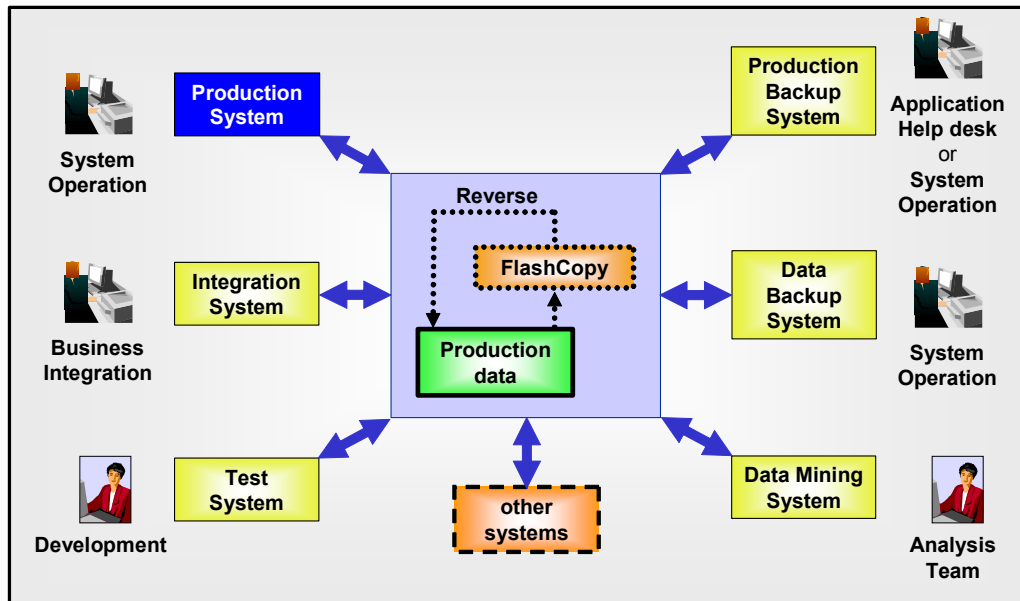 Production
System
System
Operation
Production
Backup
System
Application
Help desk
or
System
Operation
Reverse
FlashCopy
Production
data
Integration
System
Business
Integration
Data
Backup
System
System
Operation
Test
System
Development
other
systems
Data Mining
System
Analysis
Team